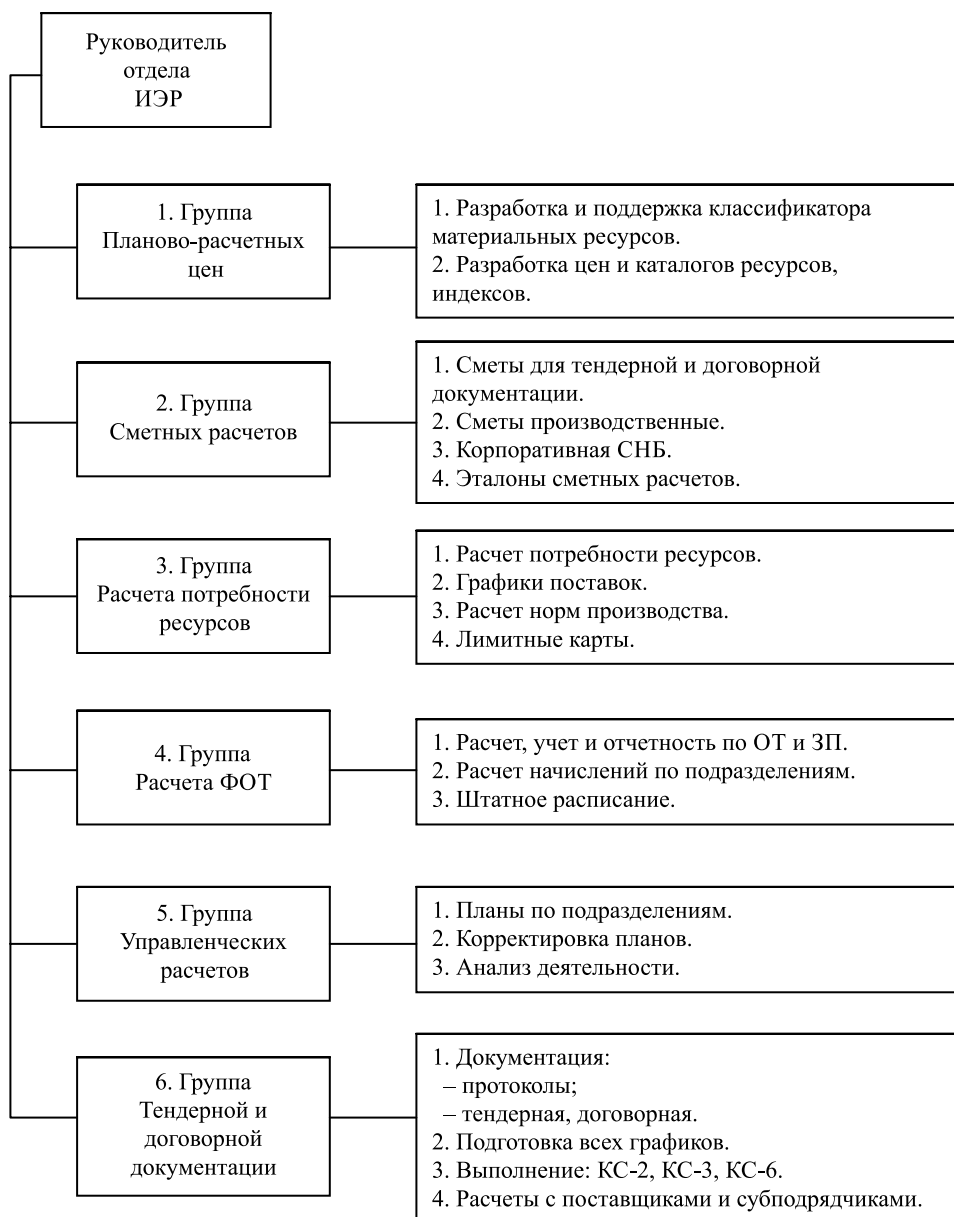 Руководитель
отдела
ИЭР
1. Группа
Планово-расчетных
цен
1. Разработка и поддержка классификатора
материальных ресурсов.
2. Разработка цен и каталогов ресурсов,
индексов.
2. Группа
Сметных расчетов
1. Сметы для тендерной и договорной
документации.
2. Сметы производственные.
3. Корпоративная СНБ.
4. Эталоны сметных расчетов.
3. Группа
Расчета потребности
ресурсов
1. Расчет потребности ресурсов.
2. Графики поставок.
3. Расчет норм производства.
4. Лимитные карты.
4. Группа
Расчета ФОТ
1. Расчет, учет и отчетность по ОТ и ЗП.
2. Расчет начислений по подразделениям.
3. Штатное расписание.
5. Группа
Управленческих
расчетов
1. Планы по подразделениям.
2. Корректировка планов.
3. Анализ деятельности.
6. Группа
Тендерной и
договорной
документации
1. Документация:
– протоколы;
– тендерная, договорная.
2. Подготовка всех графиков.
3. Выполнение: КС-2, КС-3, КС-6.
4. Расчеты с поставщиками и субподрядчиками.